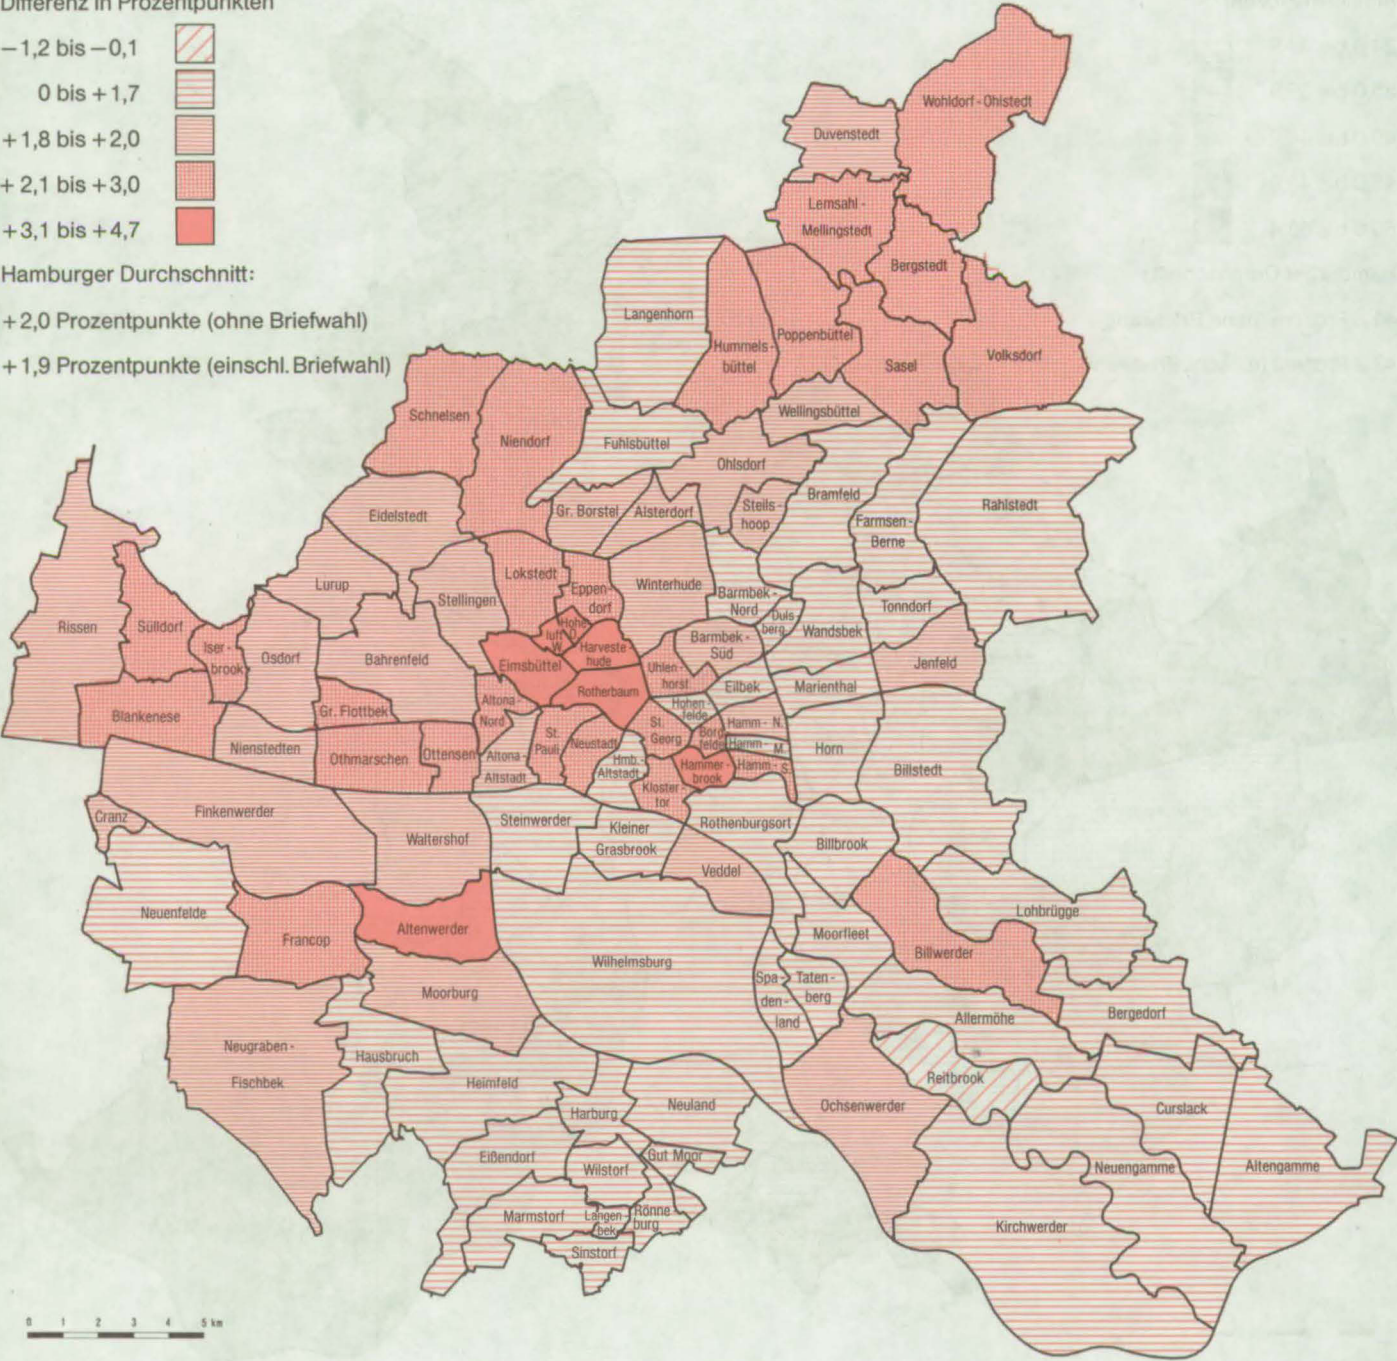 Differenz in Prozentpunkten
−1,2 bis −0,1
0 bis +1,7
+1,8 bis +2,0
+2,1 bis +3,0
+3,1 bis +4,7
Hamburger Durchschnitt:
+2,0 Prozentpunkte (ohne Briefwahl)
+1,9 Prozentpunkte (einschl. Briefwahl)
Wohldorf-Ohlstedt
Duvenstedt
Lemsahl-
Mellingstedt
Bergstedt
Langenhorn
Hummels-
büttel
Poppenbüttel
Sasel
Volksdorf
Schnelsen
Niendorf
Fuhlsbüttel
Wellingsbüttel
Ohlsdorf
Bramfeld
Farmsen-
Berne
Rahlstedt
Eidelstedt
Gr. Borstel
Alsterdorf
Steils-
hoop
Lurup
Stellingen
Lokstedt
Eppen-
dorf
Winterhude
Barmbek-
Nord
Duls-
berg
Wandsbek
Tonndorf
Rissen
Sülldorf
Iser-
brook
Osdorf
Bahrenfeld
Eimsbüttel
Hohe-
luft
O.
W.
Harveste-
hude
Rotherbaum
Uhlen-
horst
Barmbek-
Süd
Eilbek
Marienthal
Jenfeld
Blankenese
Nienstedten
Gr. Flottbek
Othmarschen
Ottensen
Altona-
Nord
Altona-
Altstadt
St.
Pauli
Neustadt
Hmb.-
Altstadt
St.
Georg
Hohen-
felde
Borg-
felde
Hamm-N.
Hamm-M.
Hamm-S.
Hammer-
brook
Kloster-
tor
Horn
Billstedt
Cranz
Finkenwerder
Waltershof
Steinwerder
Kleiner
Grasbrook
Rothenburgsort
Billbrook
Veddel
Neuenfelde
Francop
Altenwerder
Moorburg
Wilhelmsburg
Moorfleet
Billwerder
Lohbrügge
Spa-
den-
land
Taten-
berg
Allermöhe
Bergedorf
Neugraben-
Fischbek
Hausbruch
Heimfeld
Harburg
Neuland
Ochsenwerder
Reitbrook
Curslack
Eißendorf
Wilstorf
Gut Moor
Neuengamme
Altengamme
Marmstorf
Langen-
bek
Rönne-
burg
Sinstorf
Kirchwerder
0 1 2 3 4 5 km